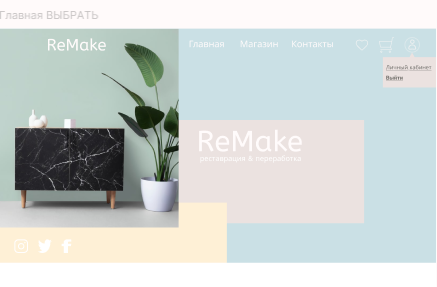 Главная ВЫБРАТЬ
ReMake
Главная Магазин Контакты
Личный кабинет
Выйти
ReMake
реставрация & переработка